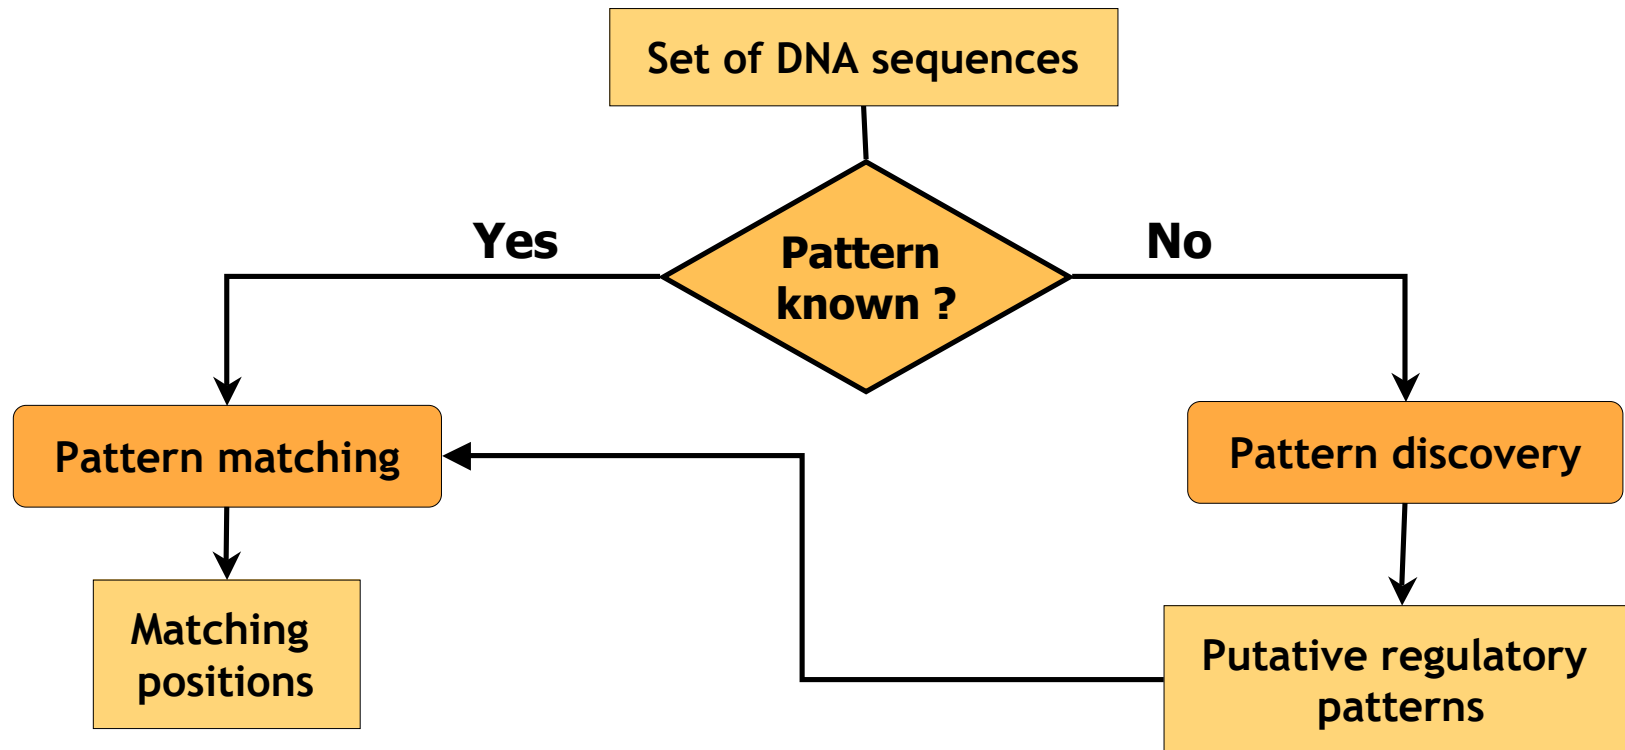 Set of DNA sequences
Yes
Pattern
known ?
No
Pattern matching
Pattern discovery
Matching
positions
Putative regulatory
patterns